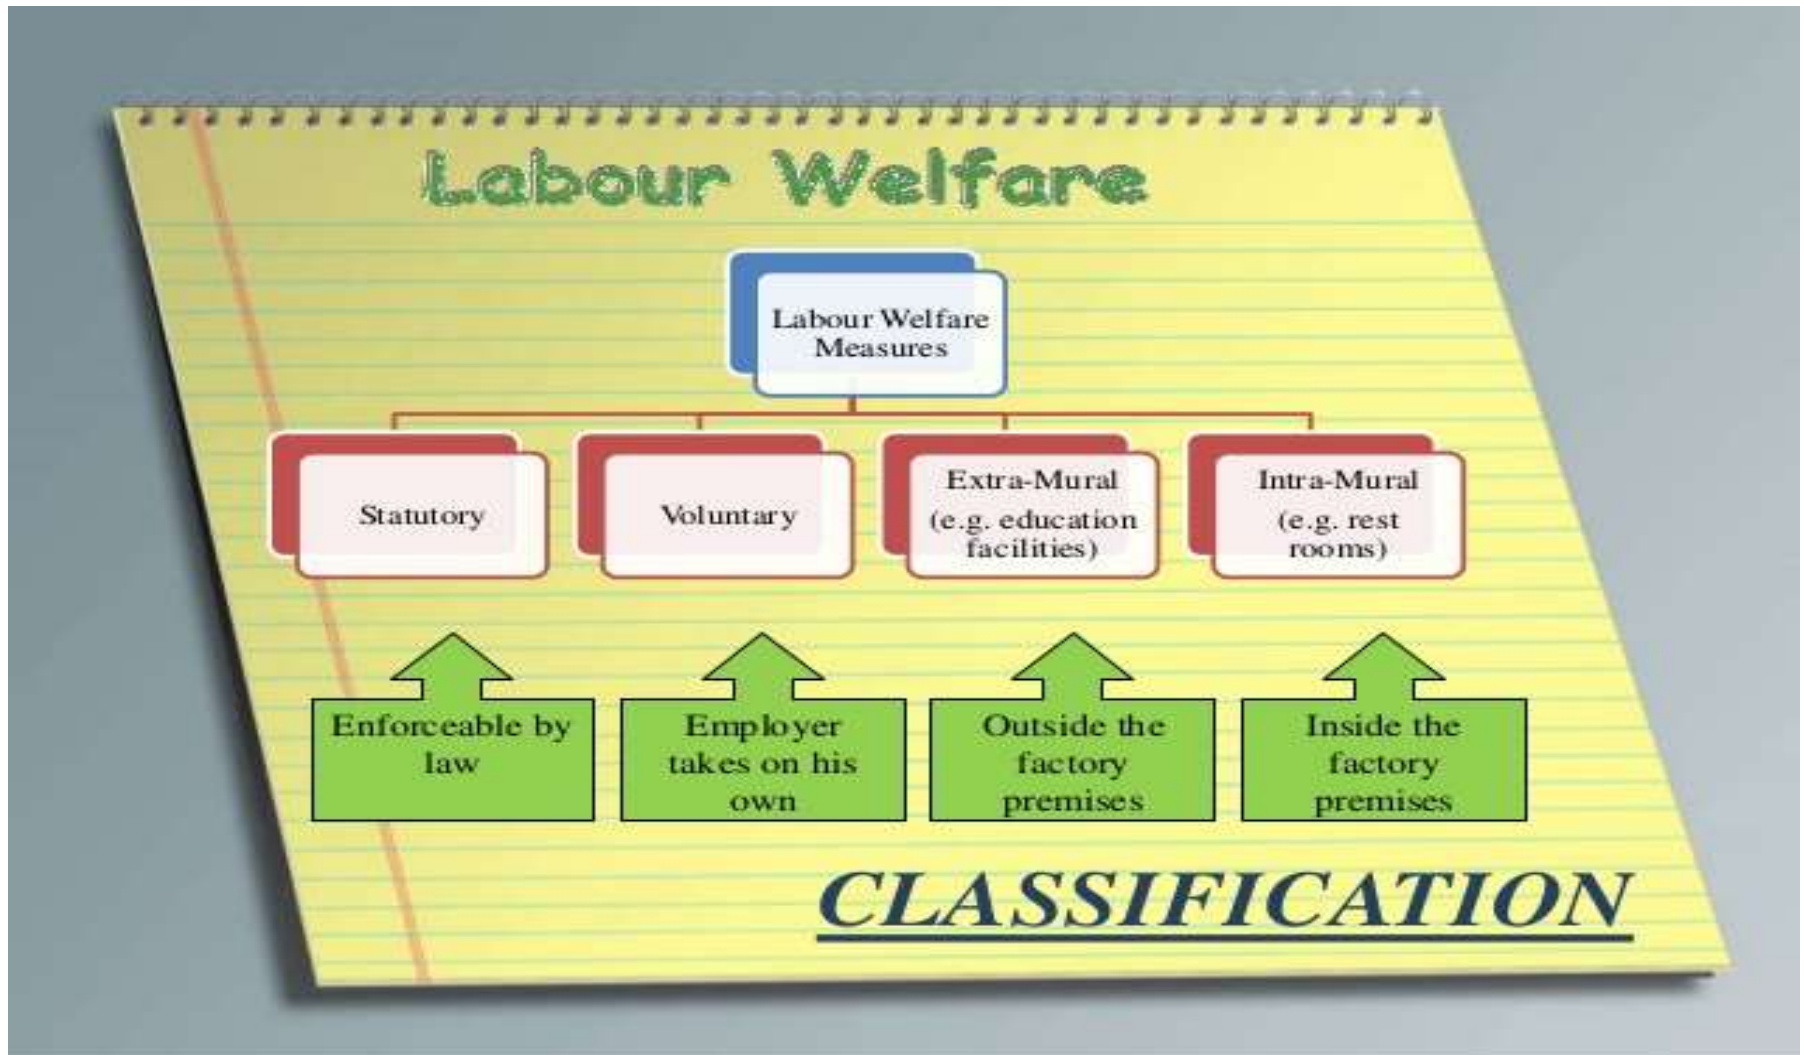 Labour Welfare
Labour Welfare
Measures
Statutory
Voluntary
Extra-Mural
(e.g. education
facilities)
Intra-Mural
(e.g. rest
rooms)
Enforceable by
law
Employer
takes on his
own
Outside the
factory
premises
Inside the
factory
premises
CLASSIFICATION